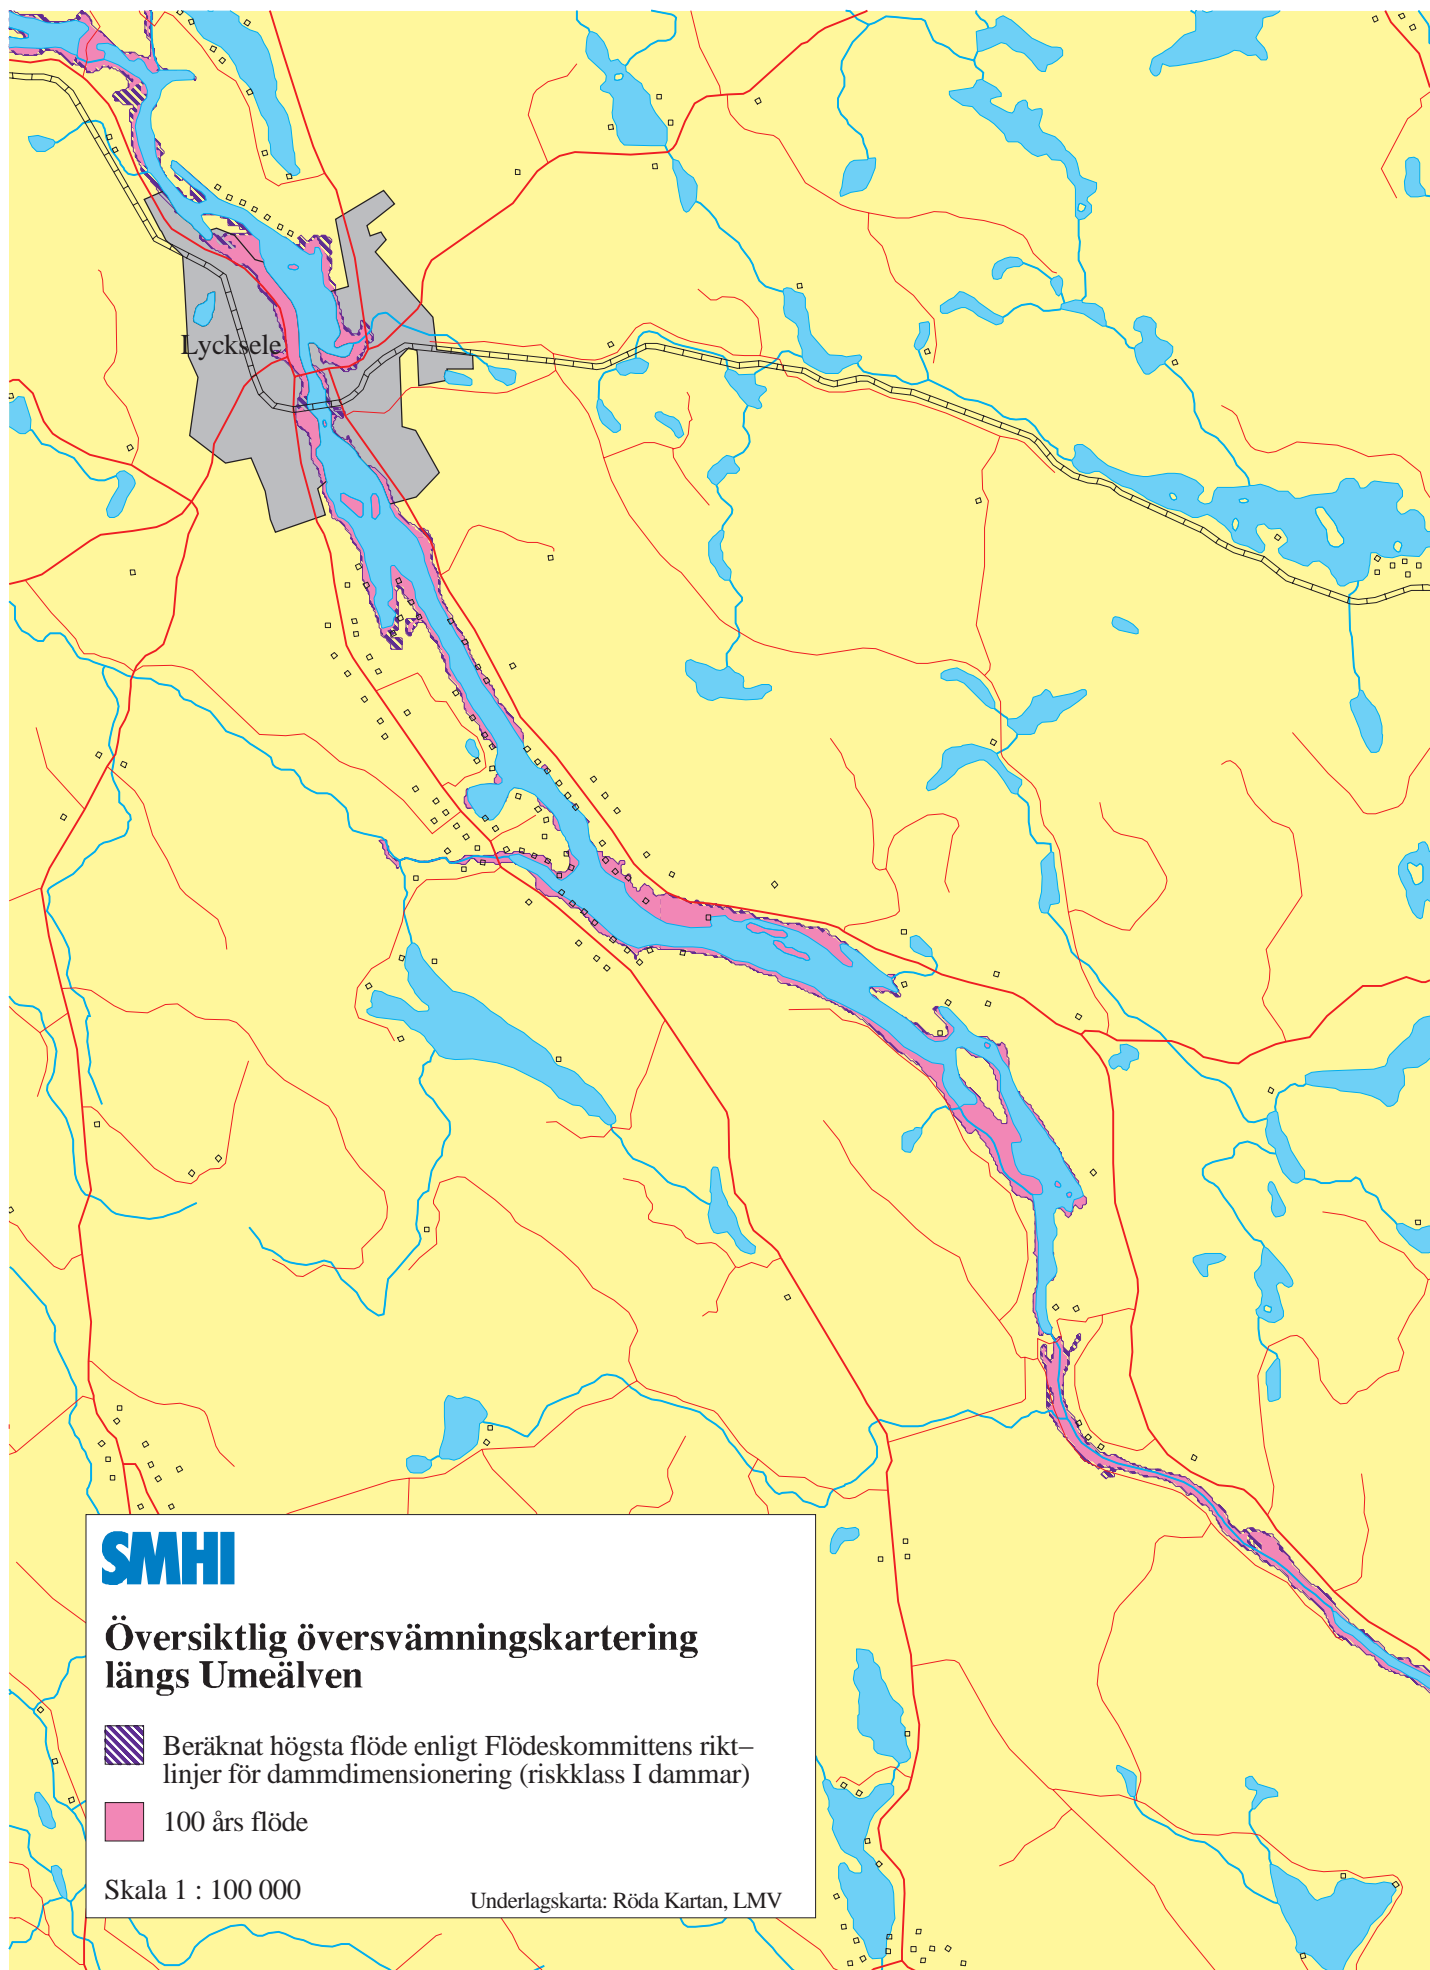 Lycksele
SMHI
Översiktlig översvämningskartering
längs Umeälven
Beräknat högsta flöde enligt Flödeskommittens rikt–
linjer för dammdimensionering (riskklass I dammar)
100 års flöde
Skala 1 : 100 000
Underlagskarta: Röda Kartan, LMV